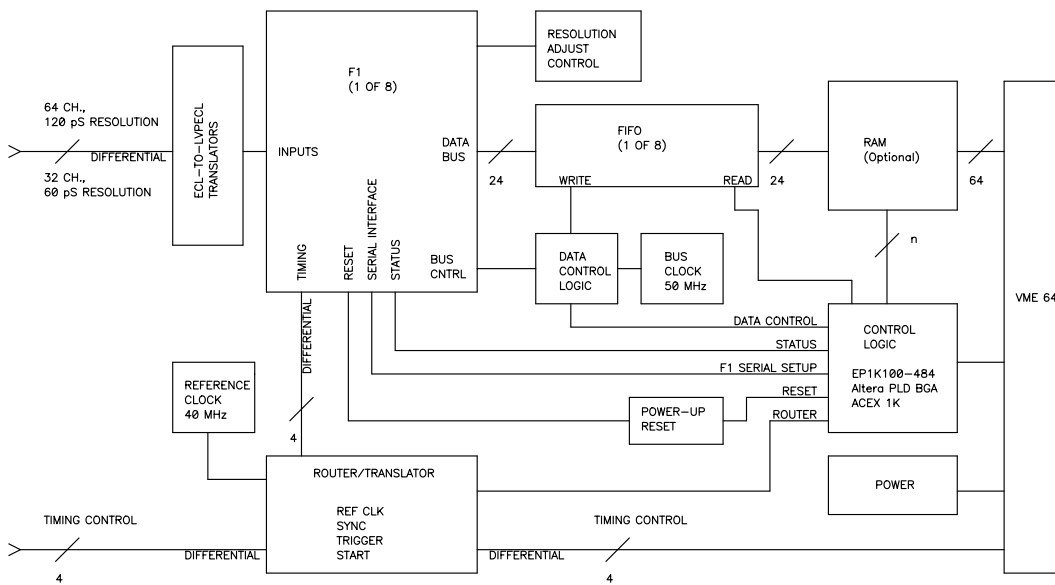 64 CH.,
120 pS RESOLUTION
DIFFERENTIAL
32 CH.,
60 pS RESOLUTION
ECL-TO-LVPECL
TRANSLATORS
F1
(1 OF 8)
INPUTS
DATA
BUS
TIMING
RESET
SERIAL INTERFACE
STATUS
BUS
CNTRL
RESOLUTION
ADJUST
CONTROL
24
FIFO
(1 OF 8)
WRITE
READ
24
RAM
(Optional)
64
n
VME 64
DATA
CONTROL
LOGIC
BUS
CLOCK
50 MHz
DIFFERENTIAL
4
DATA CONTROL
STATUS
F1 SERIAL SETUP
RESET
ROUTER
CONTROL
LOGIC
EP1K100-484
Altera PLD BGA
ACEX 1K
REFERENCE
CLOCK
40 MHz
POWER-UP
RESET
ROUTER/TRANSLATOR
REF CLK
SYNC
TRIGGER
START
POWER
TIMING CONTROL
DIFFERENTIAL
4
TIMING CONTROL
DIFFERENTIAL
4